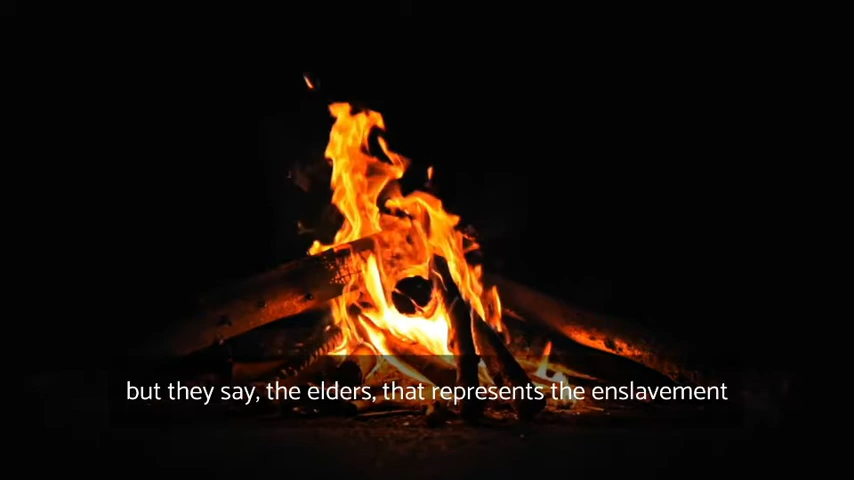 but they say, the elders, that represents the enslavement